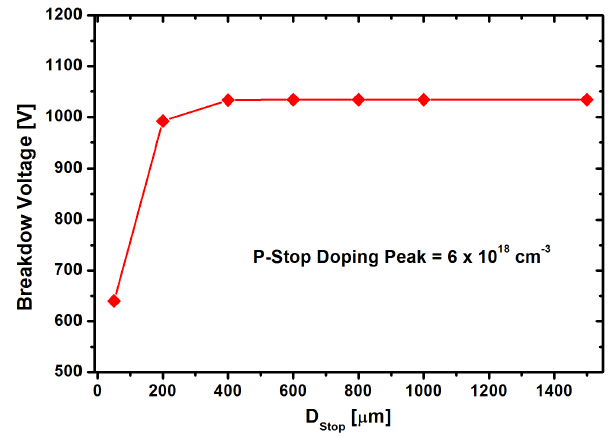 1200
1100
1000
900
800
700
600
500
Breakdow Voltage [V]
P-Stop Doping Peak = 6 x 10¹⁸ cm⁻³
0 200 400 600 800 1000 1200 1400
D_Stop [μm]